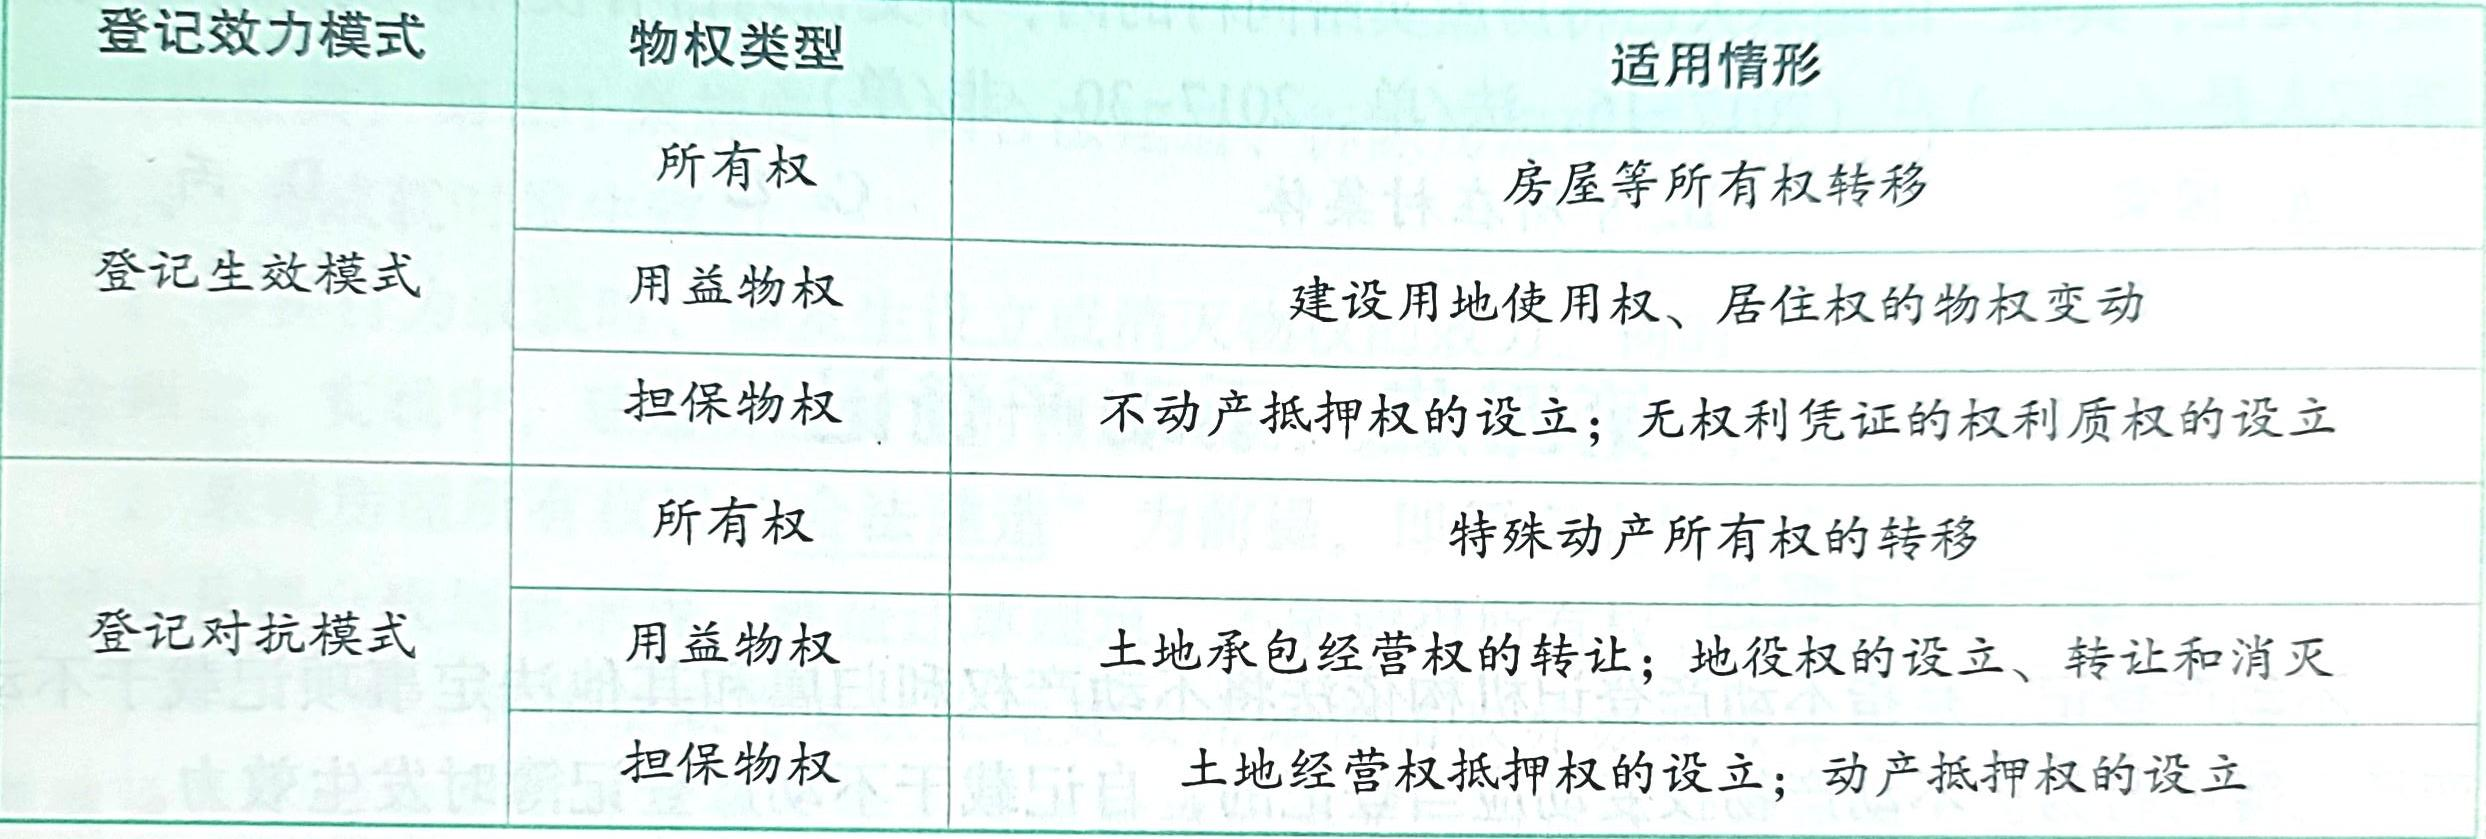 登记效力模式 物权类型 适用情形
所有权 房屋等所有权转移
登记生效模式 用益物权 建设用地使用权、居住权的物权变动
担保物权 不动产抵押权的设立；无权利凭证的权利质权的设立
所有权 特殊动产所有权的转移
登记对抗模式 用益物权 土地承包经营权的转让；地役权的设立、转让和消灭
担保物权 土地经营权抵押权的设立；动产抵押权的设立